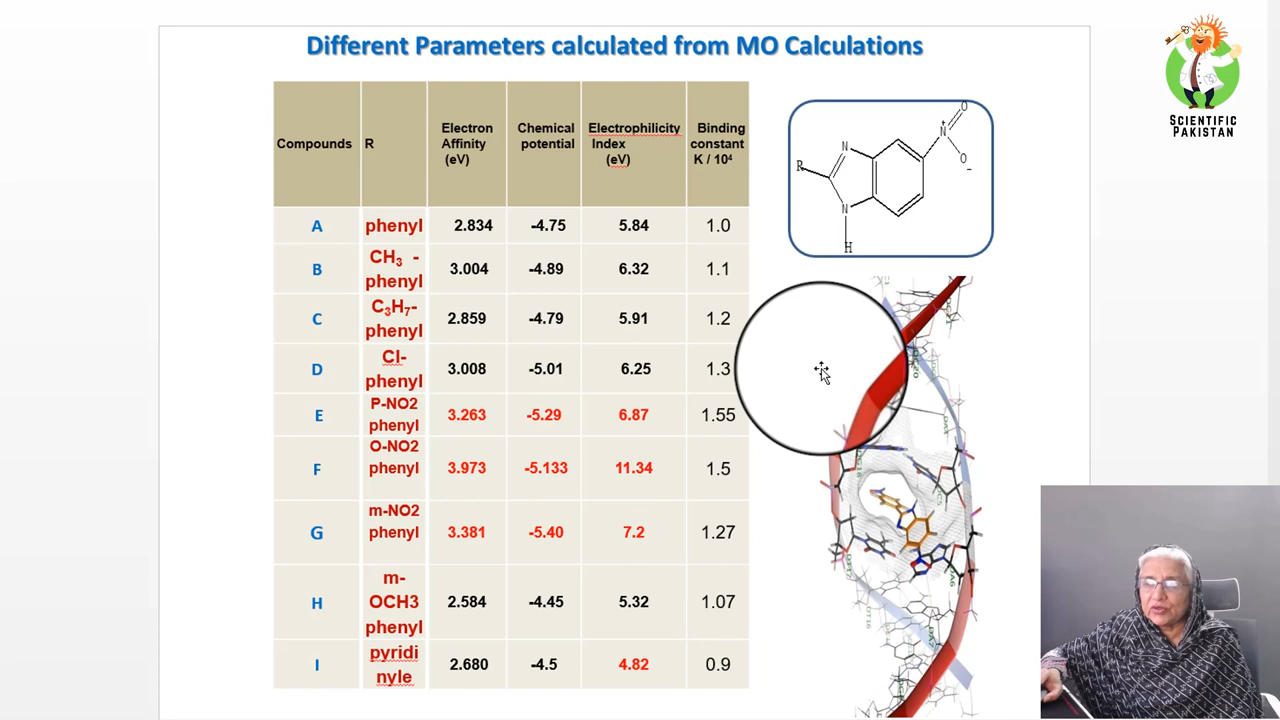 Different Parameters calculated from MO Calculations
SCIENTIFIC
PAKISTAN
Compounds R Electron Affinity (eV) Chemical potential Electrophilicity Index (eV) Binding constant K / 10⁴
A phenyl 2.834 -4.75 5.84 1.0
B CH₃ - phenyl 3.004 -4.89 6.32 1.1
C C₃H₇- phenyl 2.859 -4.79 5.91 1.2
D Cl- phenyl 3.008 -5.01 6.25 1.3
E P-NO2 phenyl 3.263 -5.29 6.87 1.55
F O-NO2 phenyl 3.973 -5.133 11.34 1.5
G m-NO2 phenyl 3.381 -5.40 7.2 1.27
H m- OCH3 phenyl 2.584 -4.45 5.32 1.07
I pyridi nyle 2.680 -4.5 4.82 0.9
O
N
+
N
O
-
R
N
H